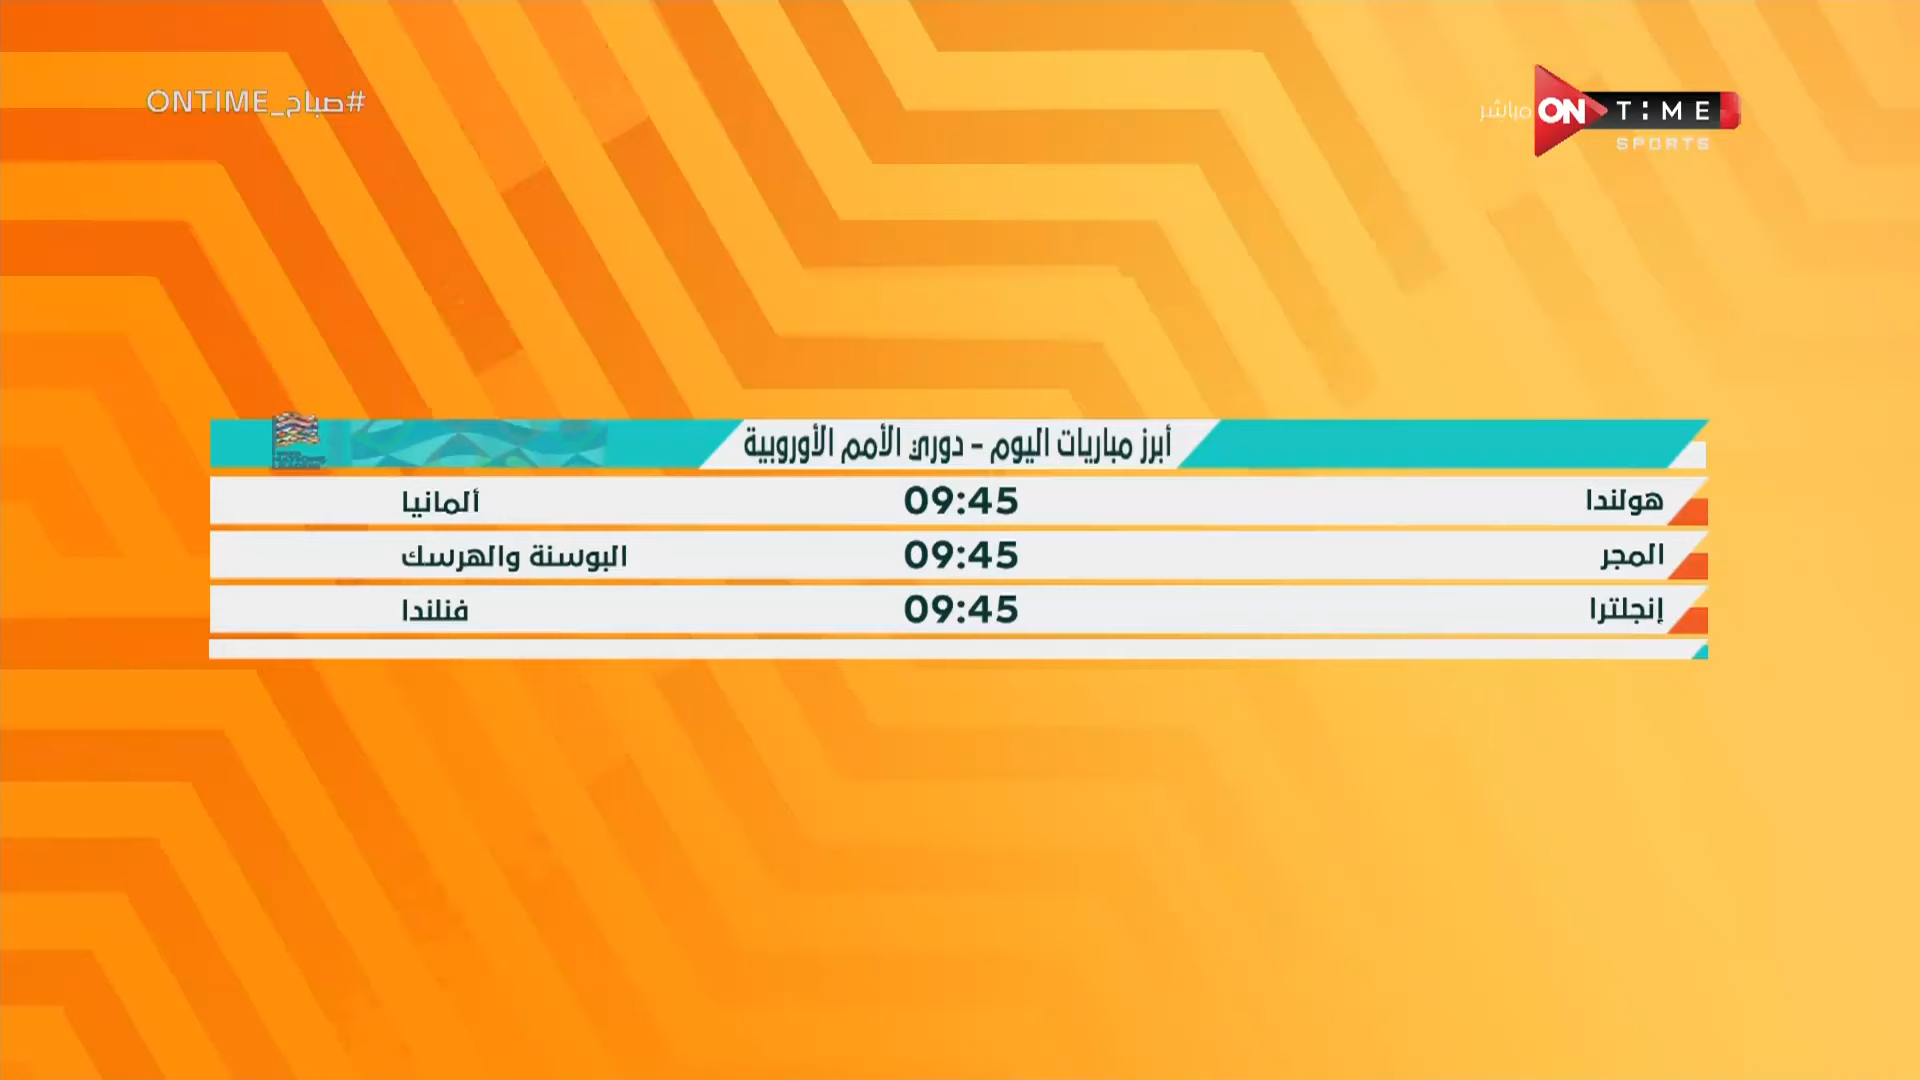 #صباح_ONTIME
مباشر ON TIME
SPORTS
أبرز مباريات اليوم - دوري الأمم الأوروبية
هولندا 09:45 ألمانيا
المجر 09:45 البوسنة والهرسك
إنجلترا 09:45 فنلندا